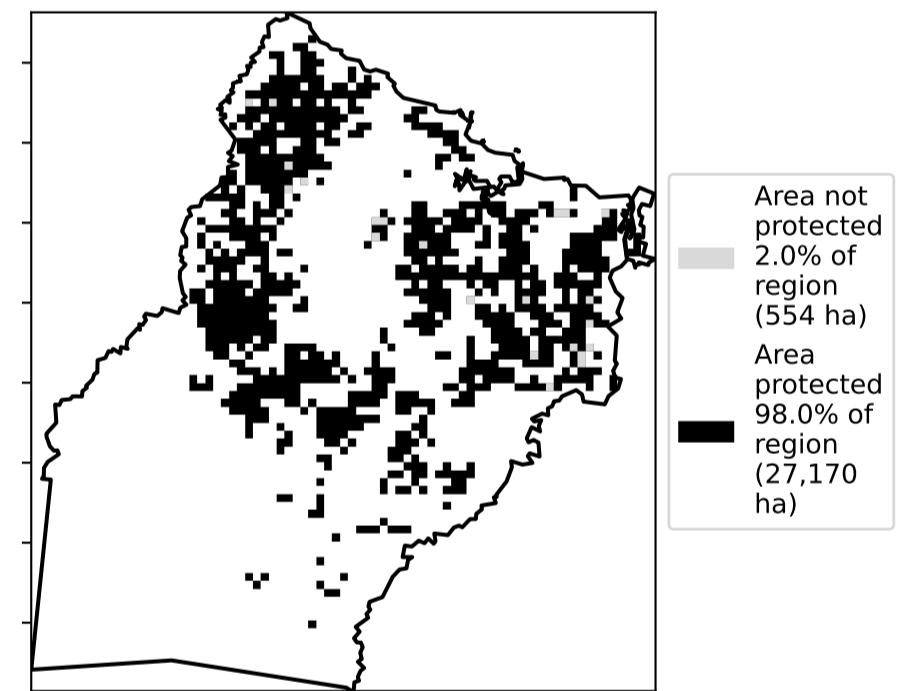 Area not
protected
2.0% of
region
(554 ha)
Area
protected
98.0% of
region
(27,170
ha)